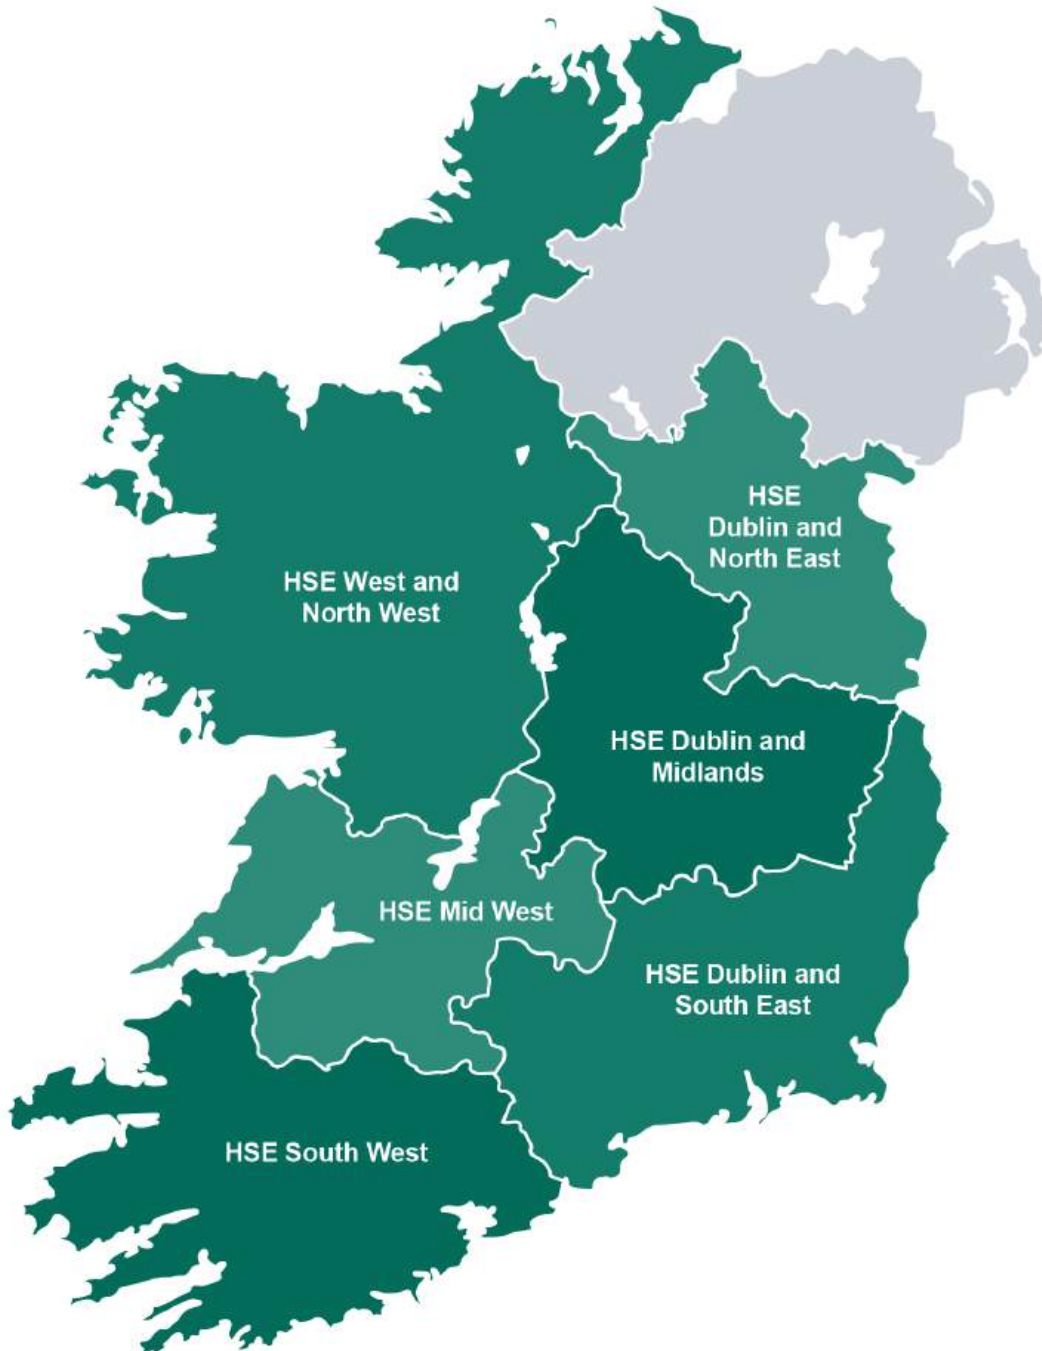 HSE
Dublin and
North East
HSE West and
North West
HSE Dublin and
Midlands
HSE Mid West
HSE Dublin and
South East
HSE South West